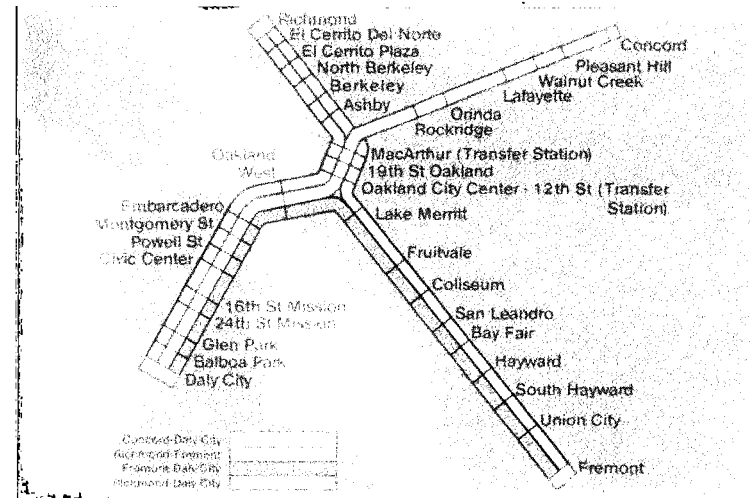 Richmond
El Cerrito Del Norte
El Cerrito Plaza
North Berkeley
Berkeley
Ashby
Concord
Pleasant Hill
Walnut Creek
Lafayette
Orinda
Rockridge
MacArthur (Transfer Station)
19th St Oakland
Oakland City Center - 12th St (Transfer
Station)
Oakland
West
Embarcadero
Montgomery St
Powell St
Civic Center
16th St Mission
24th St Mission
Glen Park
Balboa Park
Daly City
Lake Merritt
Fruitvale
Coliseum
San Leandro
Bay Fair
Hayward
South Hayward
Union City
Fremont
Concord-Daly City
Richmond-Fremont
Fremont-Daly City
Richmond-Daly City